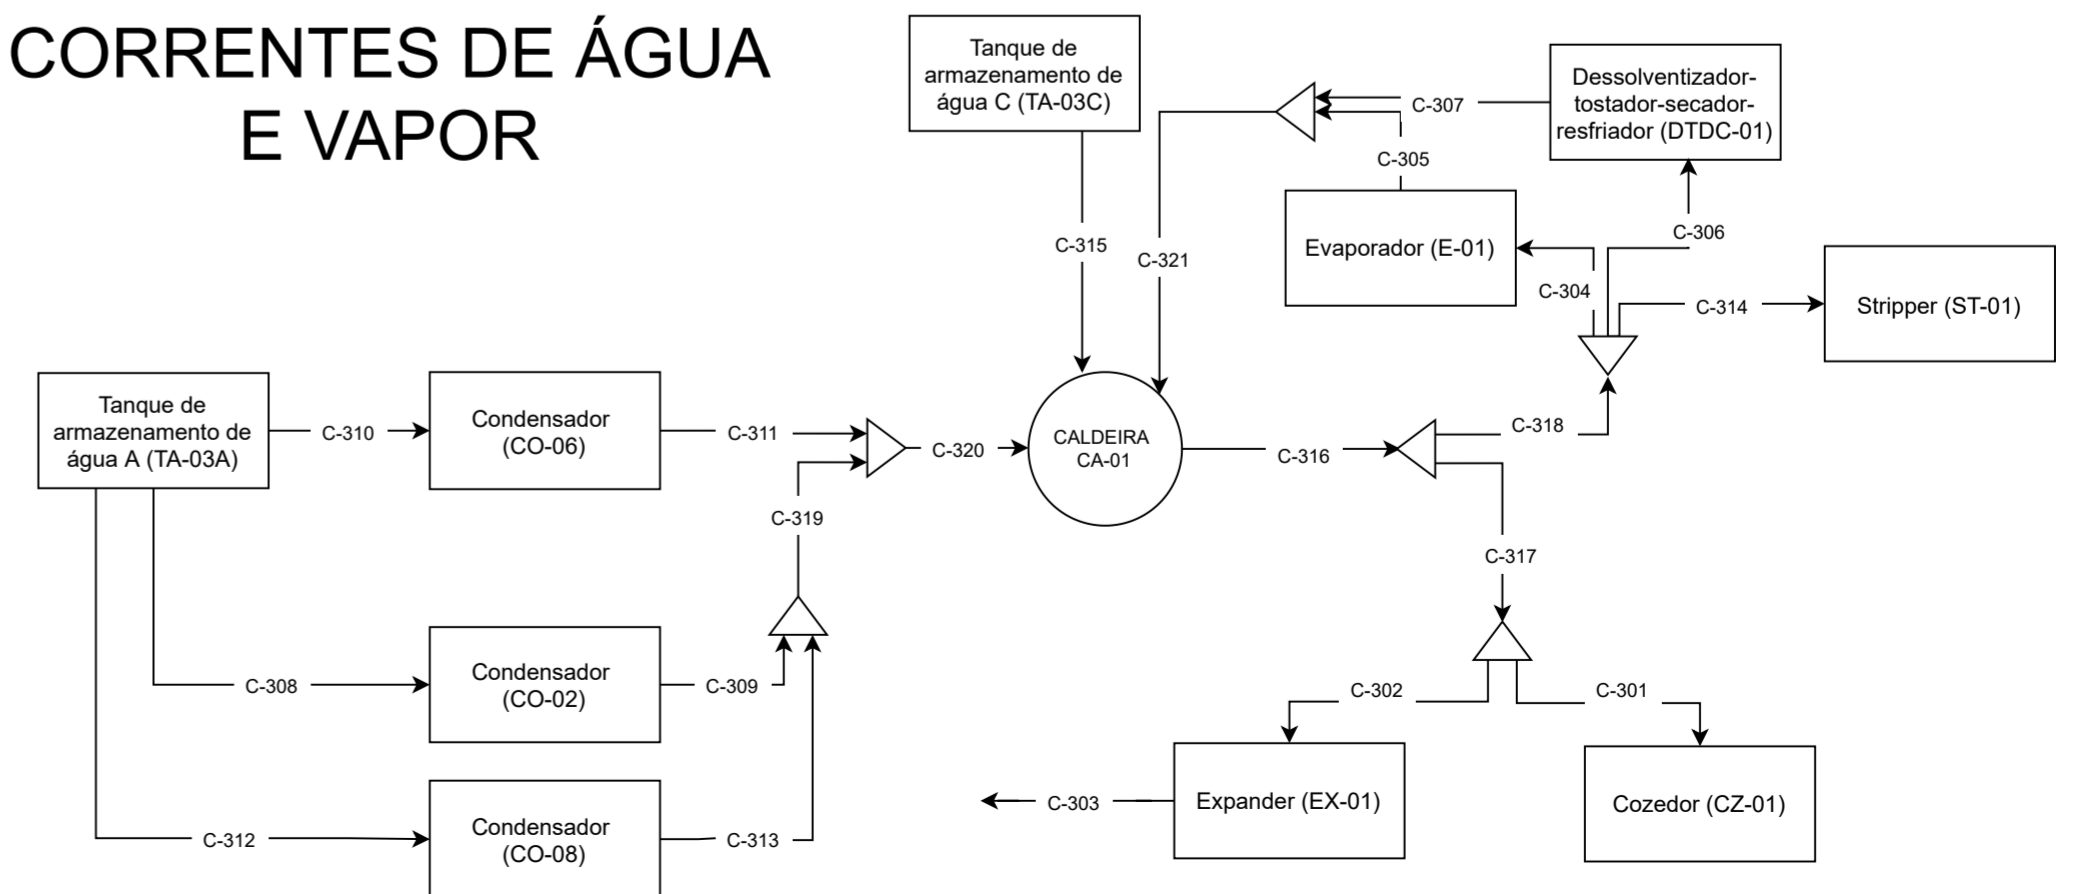 CORRENTES DE ÁGUA
E VAPOR
Tanque de
armazenamento de
água C (TA-03C)
Dessolventizador-
tostador-secador-
resfriador (DTDC-01)
C-307
C-305
C-306
Evaporador (E-01)
C-315
C-321
C-304
C-314
Stripper (ST-01)
Tanque de
armazenamento de
água A (TA-03A)
C-310
Condensador
(CO-06)
C-311
C-320
CALDEIRA
CA-01
C-316
C-318
C-319
C-317
C-308
Condensador
(CO-02)
C-309
C-302
C-301
C-312
Condensador
(CO-08)
C-313
C-303
Expander (EX-01)
Cozedor (CZ-01)